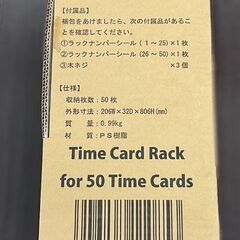 【付属品】
梱包をあけましたら、次の付属品があるこ
とを確認してください。
①ラックナンバーシール(1～25)×1枚
②ラックナンバーシール(26～50)×1枚
③木ネジ ×3個
【仕様】
収納枚数:50枚
外形寸法:206W×32D×806H(mm)
質 量:0.99kg
材 質:PS樹脂
Time Card Rack
for 50 Time Cards